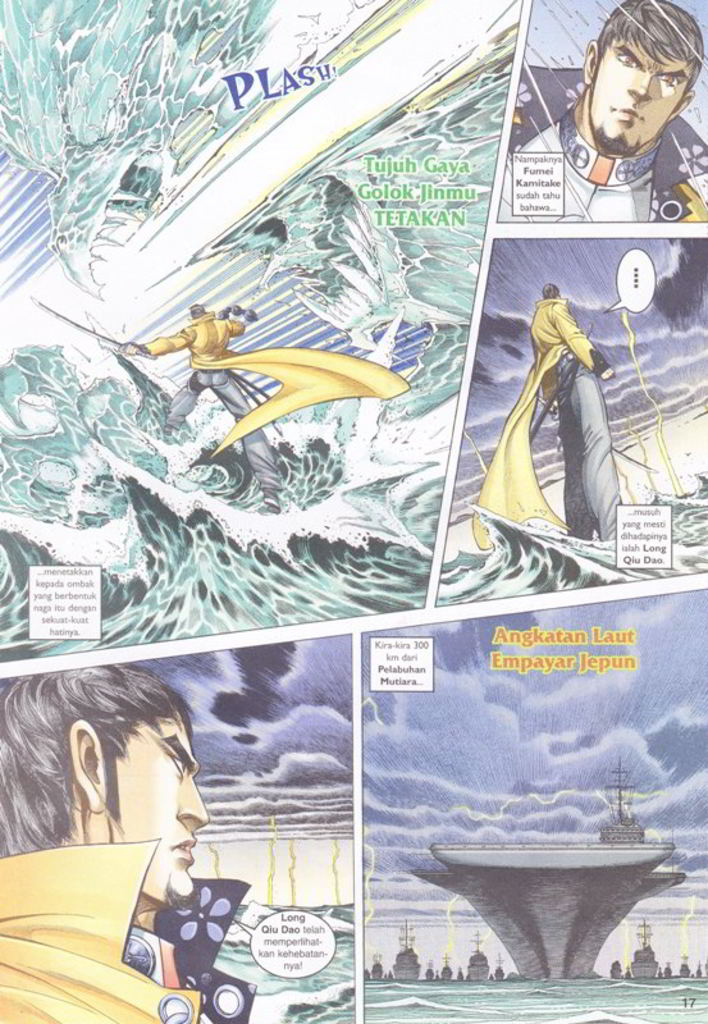 PLASH!
Tujuh Gaya
Golok Jinmu
TETAKAN
...menetakkan
kepada ombak
yang berbentuk
naga itu dengan
sekuat-kuat
hatinya.
Nampaknya
Fumei
Kamitake
sudah tahu
bahawa...
....
...musuh
yang mesti
dihadapinya
ialah Long
Qiu Dao.
Long
Qiu Dao telah
memperlihat-
kan kehebatan-
nya!
Kira-kira 300
km dari
Pelabuhan
Mutiara...
Angkatan Laut
Empayar Jepun
17